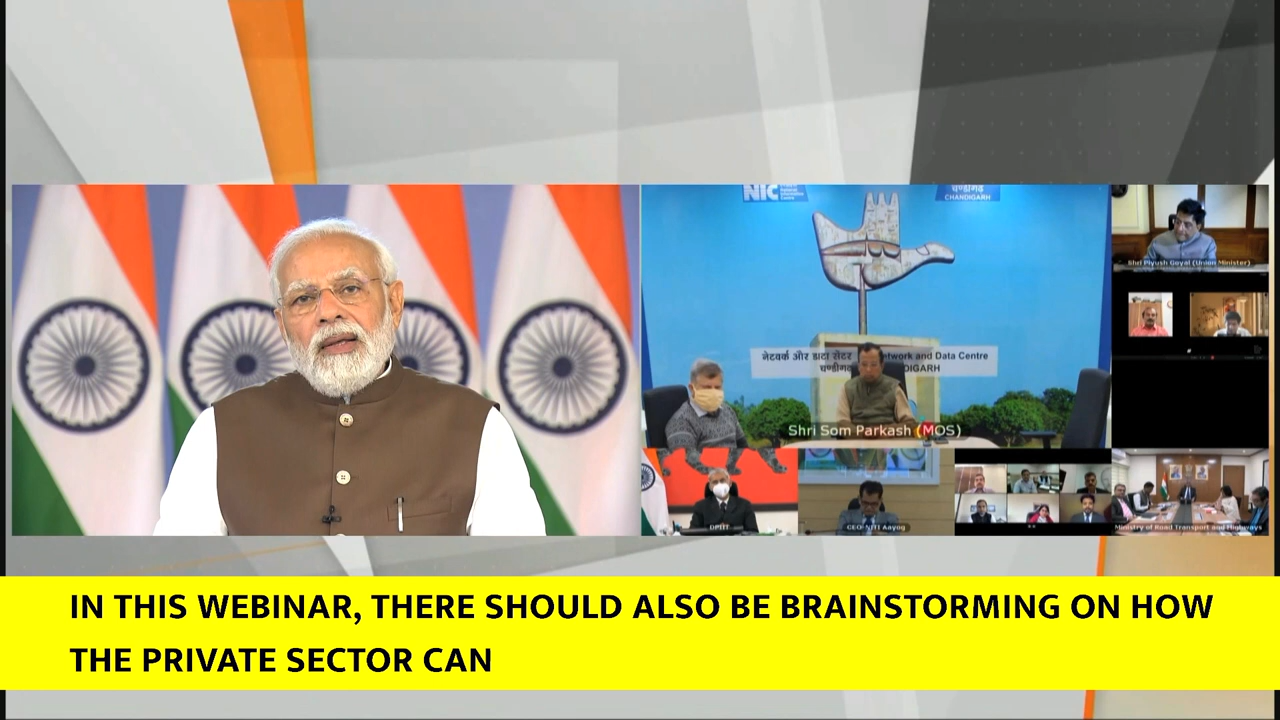 NIC
चण्डीगढ़
CHANDIGARH
Shri Piyush Goyal (Union Minister)
नेटवर्क और डाटा सेंटर
Network and Data Centre
Shri Som Parkash (MOS)
DPIIT
CEO-NITI Aayog
Ministry of Road Transport and Highways
IN THIS WEBINAR, THERE SHOULD ALSO BE BRAINSTORMING ON HOW
THE PRIVATE SECTOR CAN